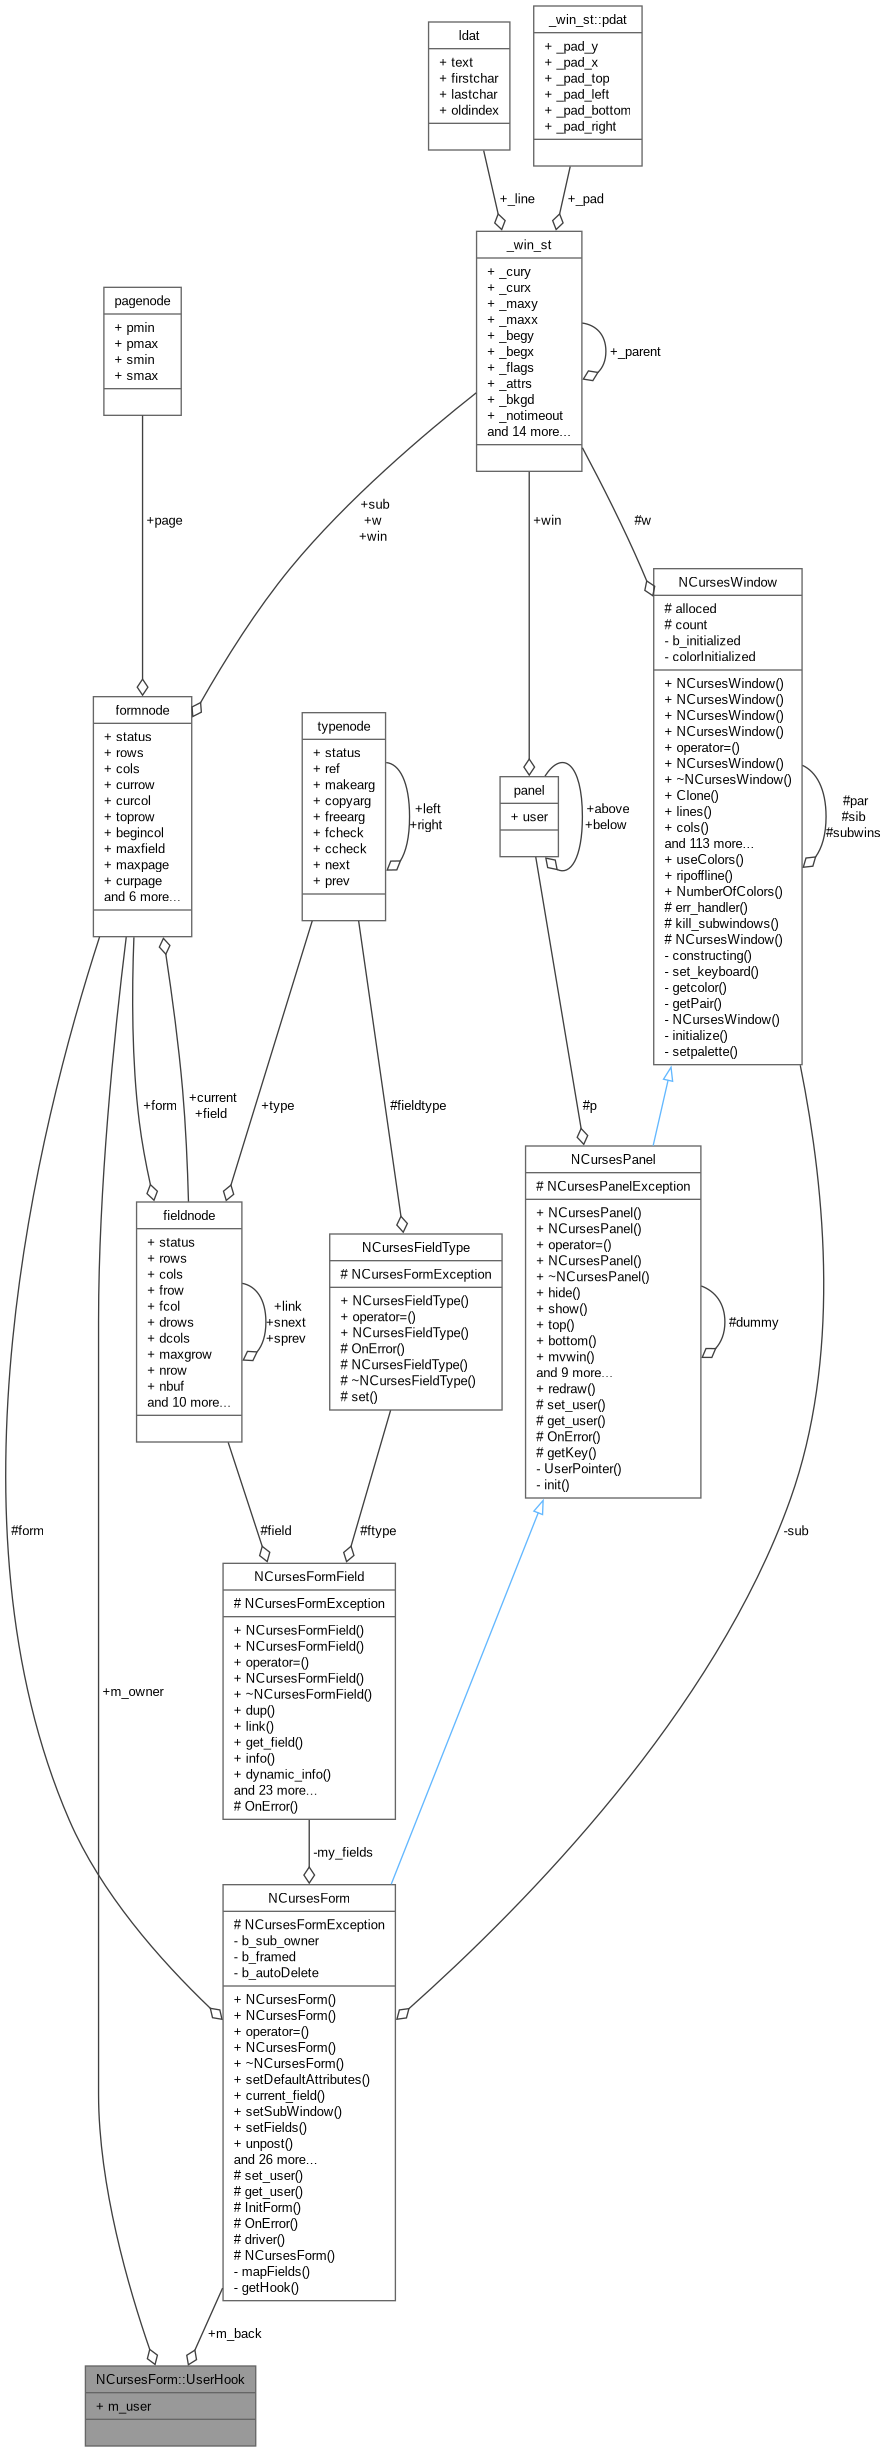 ldat
+ text
+ firstchar
+ lastchar
+ oldindex
_win_st::pdat
+ _pad_y
+ _pad_x
+ _pad_top
+ _pad_left
+ _pad_bottom
+ _pad_right
+_line
+_pad
_win_st
+ _cury
+ _curx
+ _maxy
+ _maxx
+ _begy
+ _begx
+ _flags
+ _attrs
+ _bkgd
+ _notimeout
and 14 more...
+_parent
pagenode
+ pmin
+ pmax
+ smin
+ smax
+page
+sub
+w
+win
+win
#w
NCursesWindow
# alloced
# count
- b_initialized
- colorInitialized
+ NCursesWindow()
+ NCursesWindow()
+ NCursesWindow()
+ NCursesWindow()
+ operator=()
+ NCursesWindow()
+ ~NCursesWindow()
+ Clone()
+ lines()
+ cols()
and 113 more...
+ useColors()
+ ripoffline()
+ NumberOfColors()
# err_handler()
# kill_subwindows()
# NCursesWindow()
- constructing()
- set_keyboard()
- getcolor()
- getPair()
- NCursesWindow()
- initialize()
- setpalette()
#par
#sib
#subwins
formnode
+ status
+ rows
+ cols
+ currow
+ curcol
+ toprow
+ begincol
+ maxfield
+ maxpage
+ curpage
and 6 more...
typenode
+ status
+ ref
+ makearg
+ copyarg
+ freearg
+ fcheck
+ ccheck
+ next
+ prev
+left
+right
panel
+ user
+above
+below
+form
+current
+field
+type
#fieldtype
#p
NCursesPanel
# NCursesPanelException
+ NCursesPanel()
+ NCursesPanel()
+ operator=()
+ NCursesPanel()
+ ~NCursesPanel()
+ hide()
+ show()
+ top()
+ bottom()
+ mvwin()
and 9 more...
+ redraw()
# set_user()
# get_user()
# OnError()
# getKey()
- UserPointer()
- init()
#dummy
fieldnode
+ status
+ rows
+ cols
+ frow
+ fcol
+ drows
+ dcols
+ maxgrow
+ nrow
+ nbuf
and 10 more...
+link
+snext
+sprev
NCursesFieldType
# NCursesFormException
+ NCursesFieldType()
+ operator=()
+ NCursesFieldType()
# OnError()
# NCursesFieldType()
# ~NCursesFieldType()
# set()
#form
#field
#ftype
-sub
NCursesFormField
# NCursesFormException
+ NCursesFormField()
+ NCursesFormField()
+ operator=()
+ NCursesFormField()
+ ~NCursesFormField()
+ dup()
+ link()
+ get_field()
+ info()
+ dynamic_info()
and 23 more...
# OnError()
+m_owner
-my_fields
NCursesForm
# NCursesFormException
- b_sub_owner
- b_framed
- b_autoDelete
+ NCursesForm()
+ NCursesForm()
+ operator=()
+ NCursesForm()
+ ~NCursesForm()
+ setDefaultAttributes()
+ current_field()
+ setSubWindow()
+ setFields()
+ unpost()
and 26 more...
# set_user()
# get_user()
# InitForm()
# OnError()
# driver()
# NCursesForm()
- mapFields()
- getHook()
+m_back
NCursesForm::UserHook
+ m_user